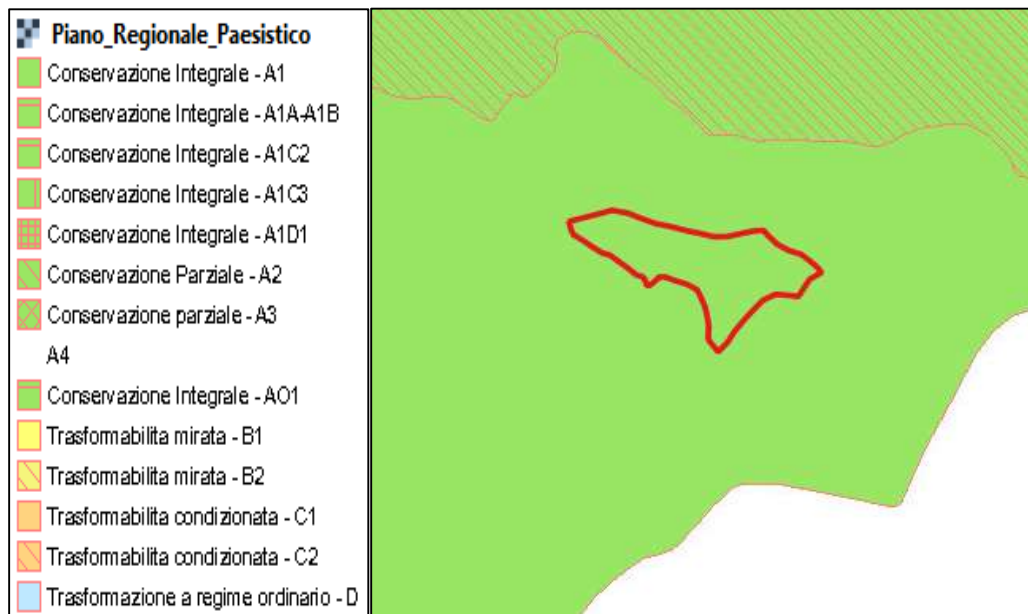 Piano_Regionale_Paesistico
Conservazione Integrale - A1
Conservazione Integrale - A1A-A1B
Conservazione Integrale - A1C2
Conservazione Integrale - A1C3
Conservazione Integrale - A1D1
Conservazione Parziale - A2
Conservazione parziale - A3
A4
Conservazione Integrale - AO1
Trasformabilita mirata - B1
Trasformabilita mirata - B2
Trasformabilita condizionata - C1
Trasformabilita condizionata - C2
Trasformazione a regime ordinario - D